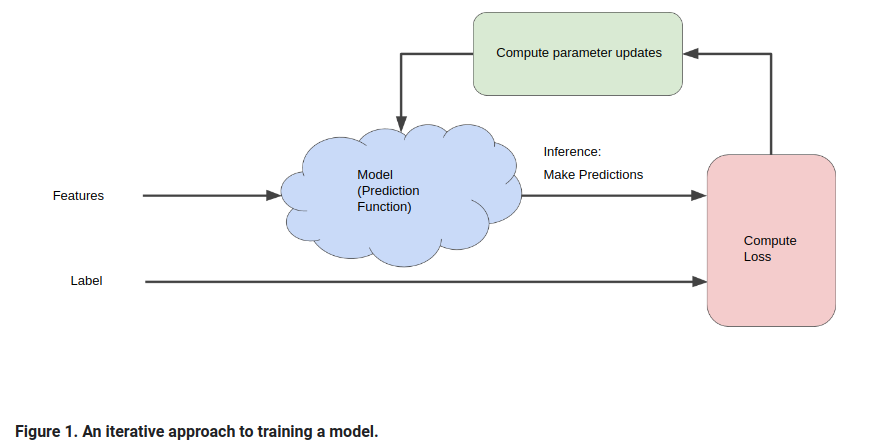 Compute parameter updates
Inference:
Make Predictions
Model
(Prediction
Function)
Features
Compute
Loss
Label
Figure 1. An iterative approach to training a model.